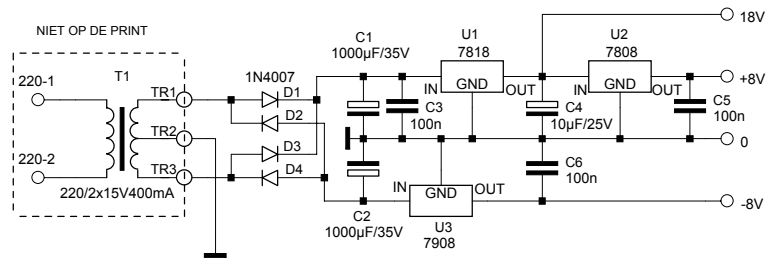 NIET OP DE PRINT
220-1
220-2
T1
TR1
TR2
TR3
220/2x15V400mA
1N4007
D1
D2
D3
D4
C1
1000µF/35V
C3
100n
C2
1000µF/35V
U1
7818
IN
GND
OUT
C4
10µF/25V
U2
7808
IN
GND
OUT
C5
100n
C6
100n
IN
GND
OUT
U3
7908
18V
+8V
0
-8V